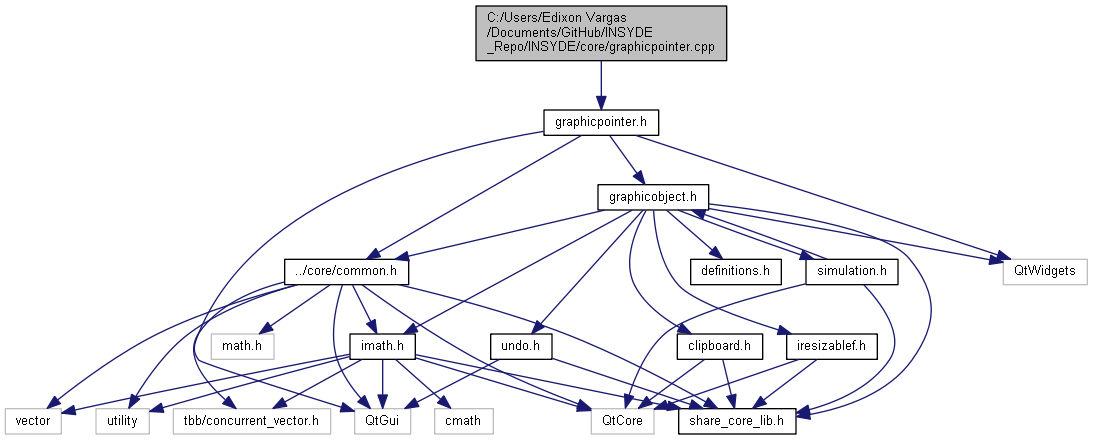 C:/Users/Edixon Vargas
/Documents/GitHub/INSYDE
_Repo/INSYDE/core/graphicpointer.cpp
graphicpointer.h
graphicobject.h
../core/common.h
definitions.h
simulation.h
QtWidgets
math.h
imath.h
undo.h
clipboard.h
iresizablef.h
vector
utility
tbb/concurrent_vector.h
QtGui
cmath
QtCore
share_core_lib.h